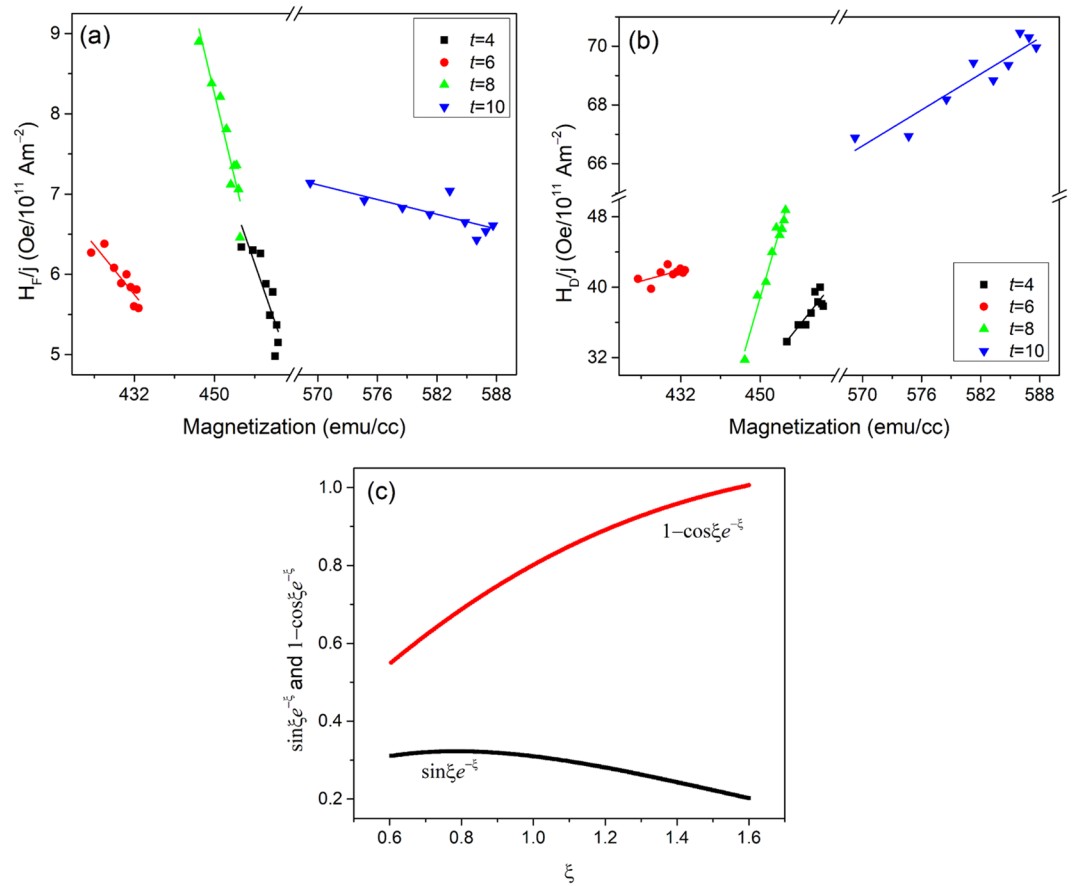 (a)
t=4
t=6
t=8
t=10
9
8
7
6
5
H_F/j (Oe/10¹¹ Am⁻²)
432 450 570 576 582 588
Magnetization (emu/cc)
(b)
70
68
66
48
40
32
H_D/j (Oe/10¹¹ Am⁻²)
t=4
t=6
t=8
t=10
432 450 570 576 582 588
Magnetization (emu/cc)
(c)
1.0
0.8
0.6
0.4
0.2
sinξe^−ξ and 1−cosξe^−ξ
1−cosξe^−ξ
sinξe^−ξ
0.6 0.8 1.0 1.2 1.4 1.6
ξ